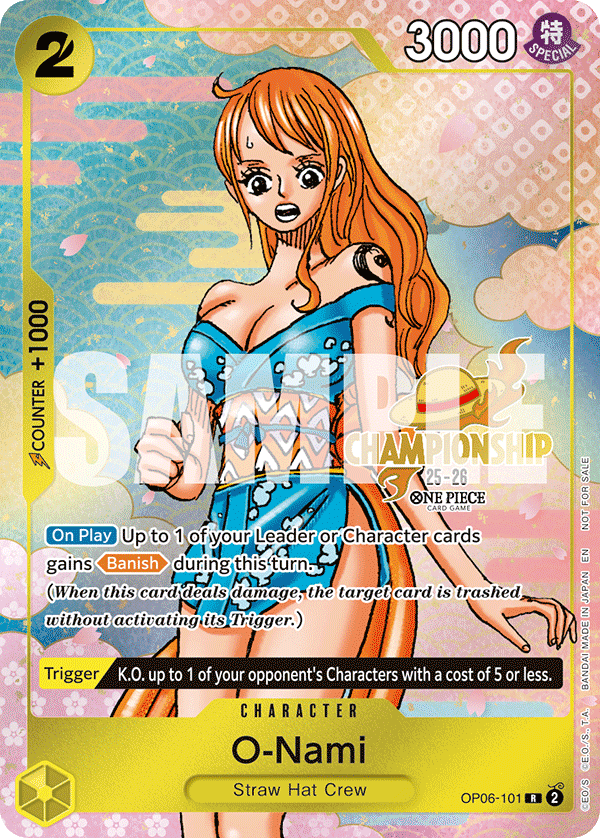 2
3000
特
SPECIAL
COUNTER +1000
SAMPLE
CHAMPIONSHIP
25-26
ONE PIECE
CARD GAME
On Play Up to 1 of your Leader or Character cards
gains Banish during this turn.
(When this card deals damage, the target card is trashed
without activating its Trigger.)
Trigger K.O. up to 1 of your opponent's Characters with a cost of 5 or less.
CHARACTER
O-Nami
Straw Hat Crew
OP06-101 R 2
©E.O/S ©E.O./S., T.A. BANDAI MADE IN JAPAN EN NOT FOR SALE